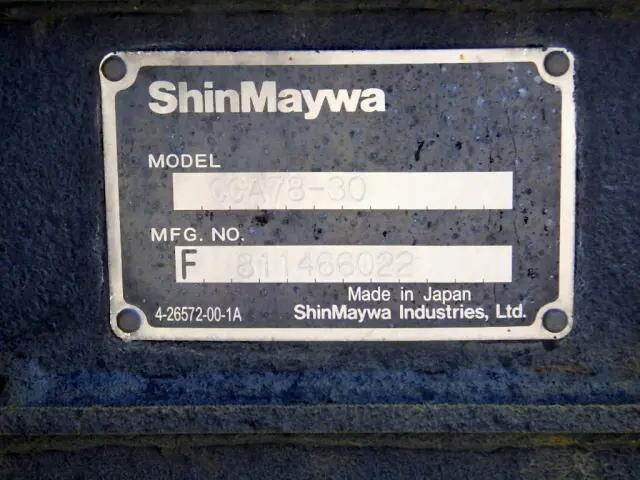 ShinMaywa
MODEL
CGA78-30
MFG. NO.
F 811466022
Made in Japan
4-26572-00-1A ShinMaywa Industries, Ltd.